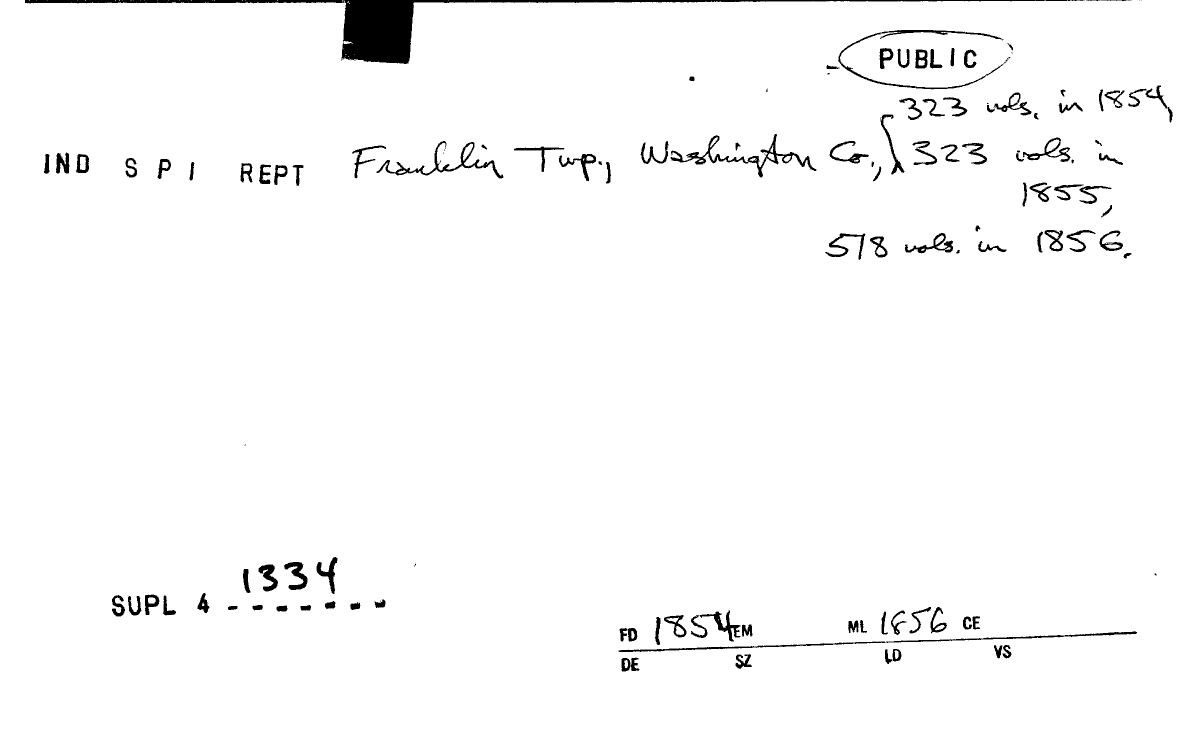 PUBLIC
323 vols. in 1854,
IND S P I REPT Franklin Twp., Washington Co., 323 vols. in
1855,
578 vols. in 1856.
1334
SUPL 4 -------
FD 1854 EM ML 1856 CE
DE SZ LD VS